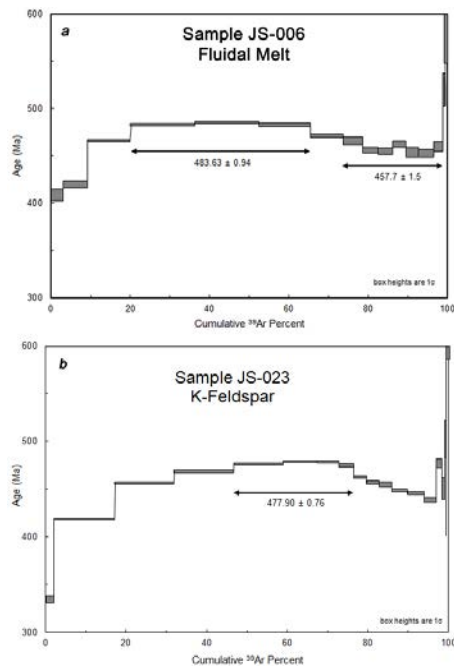 a
Sample JS-006
Fluidal Melt
600
500
400
300
Age (Ma)
483.63 ± 0.94
457.7 ± 1.5
box heights are 1σ
0 20 40 60 80 100
Cumulative ³⁹Ar Percent
b
Sample JS-023
K-Feldspar
600
500
400
300
Age (Ma)
477.90 ± 0.76
box heights are 1σ
0 20 40 60 80 100
Cumulative ³⁹Ar Percent